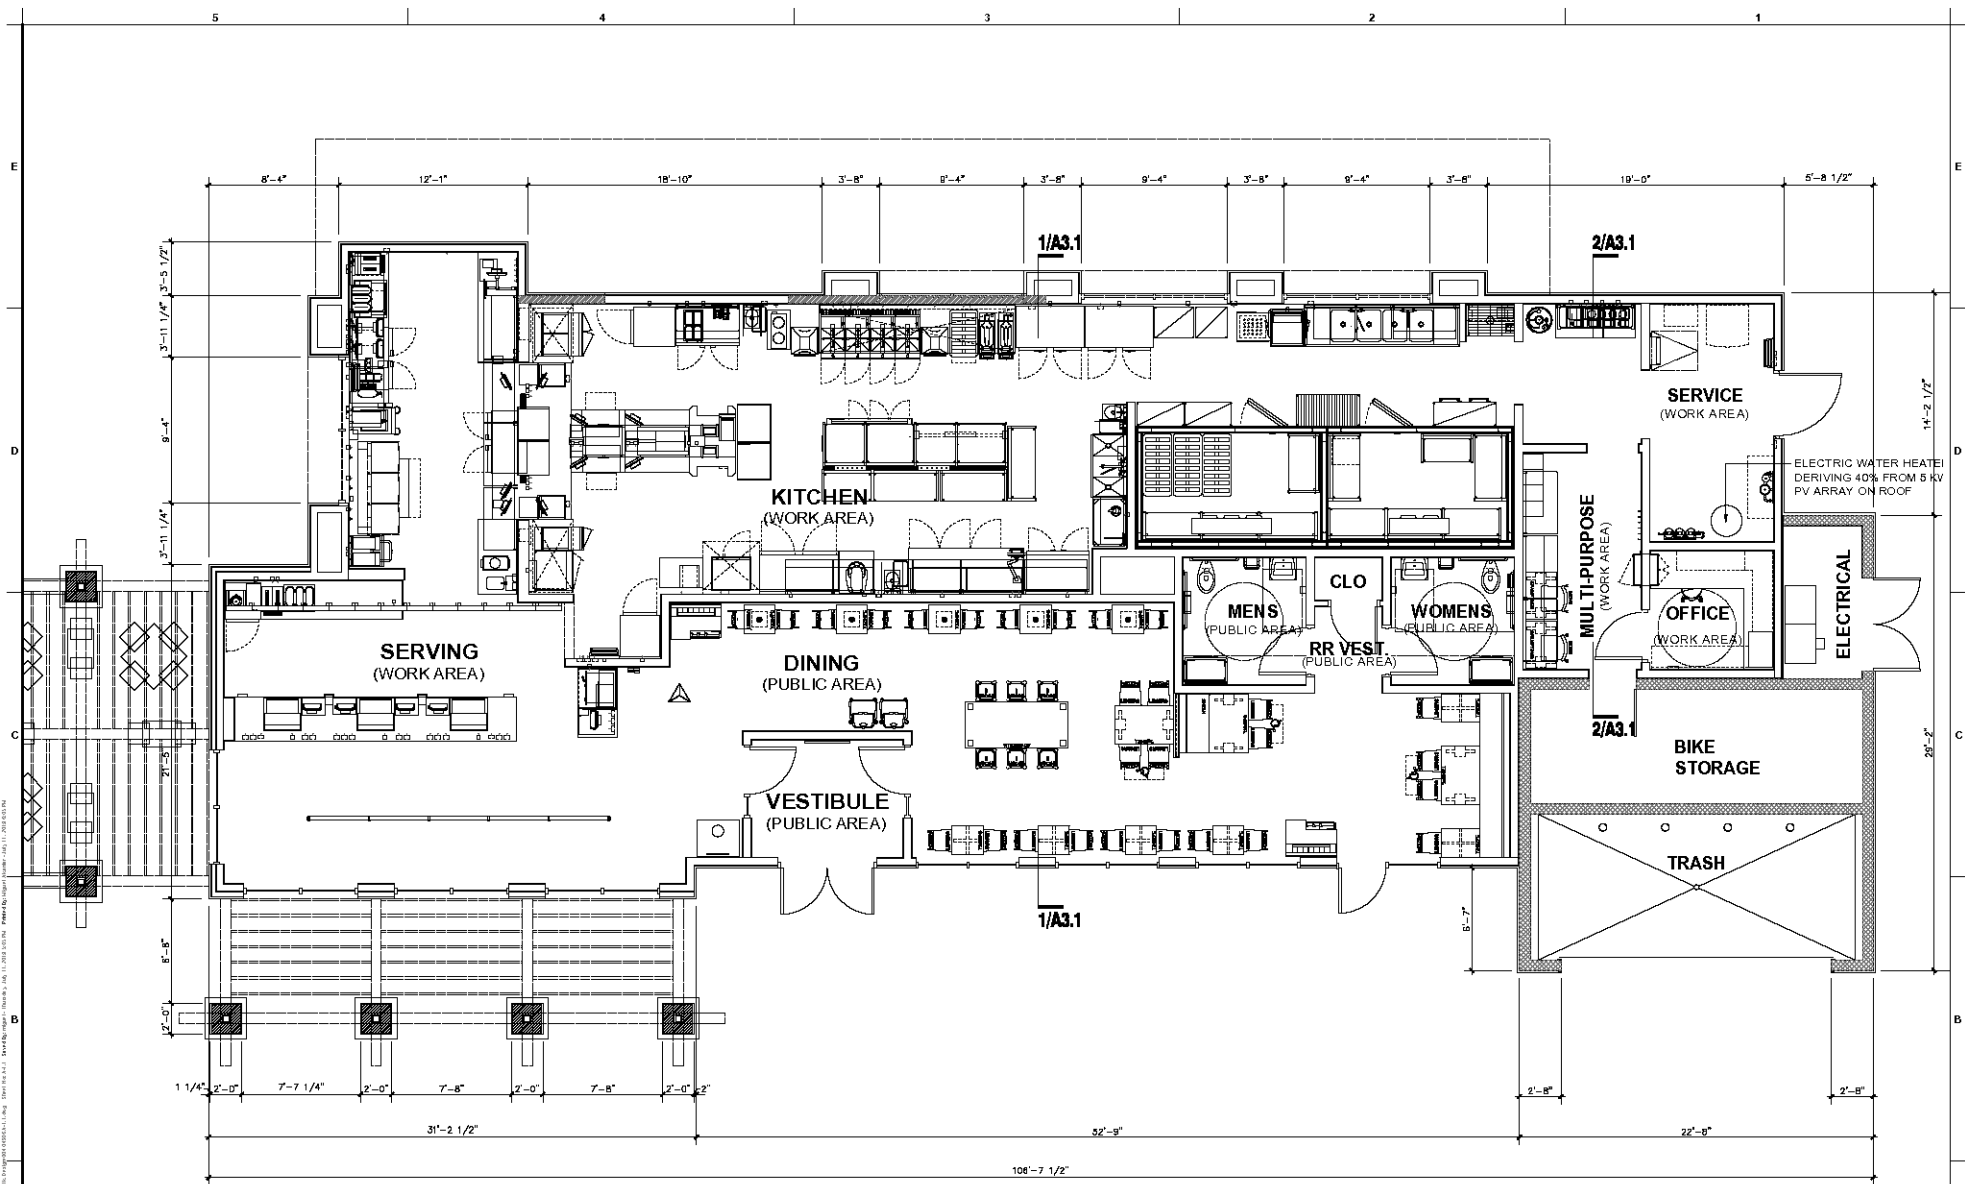 5 4 3 2 1
E E
8'-4" 12'-1" 18'-10" 3'-8" 9'-4" 3'-8" 9'-4" 3'-8" 9'-4" 3'-8" 19'-0" 5'-8 1/2"
1/A3.1 2/A3.1
3'-5 1/2"
3'-11 1/4"
9'-4"
3'-11 1/4"
14'-2 1/2"
SERVICE
(WORK AREA)
D D
ELECTRIC WATER HEATE
DERIVING 40% FROM 5 KV
PV ARRAY ON ROOF
KITCHEN
(WORK AREA)
MULTI-PURPOSE
(WORK AREA)
ELECTRICAL
CLO
MENS
(PUBLIC AREA)
WOMENS
(PUBLIC AREA)
OFFICE
(WORK AREA)
RR VEST.
(PUBLIC AREA)
SERVING
(WORK AREA)
DINING
(PUBLIC AREA)
C C
21'-5"
29'-2"
2/A3.1
BIKE
STORAGE
VESTIBULE
(PUBLIC AREA)
TRASH
1/A3.1
6'-7"
8'-8"
2'-0"
B B
1 1/4" 2'-0" 7'-7 1/4" 2'-0" 7'-8" 2'-0" 7'-8" 2'-0" 2"
2'-8" 2'-8"
31'-2 1/2" 52'-9" 22'-8"
106'-7 1/2"